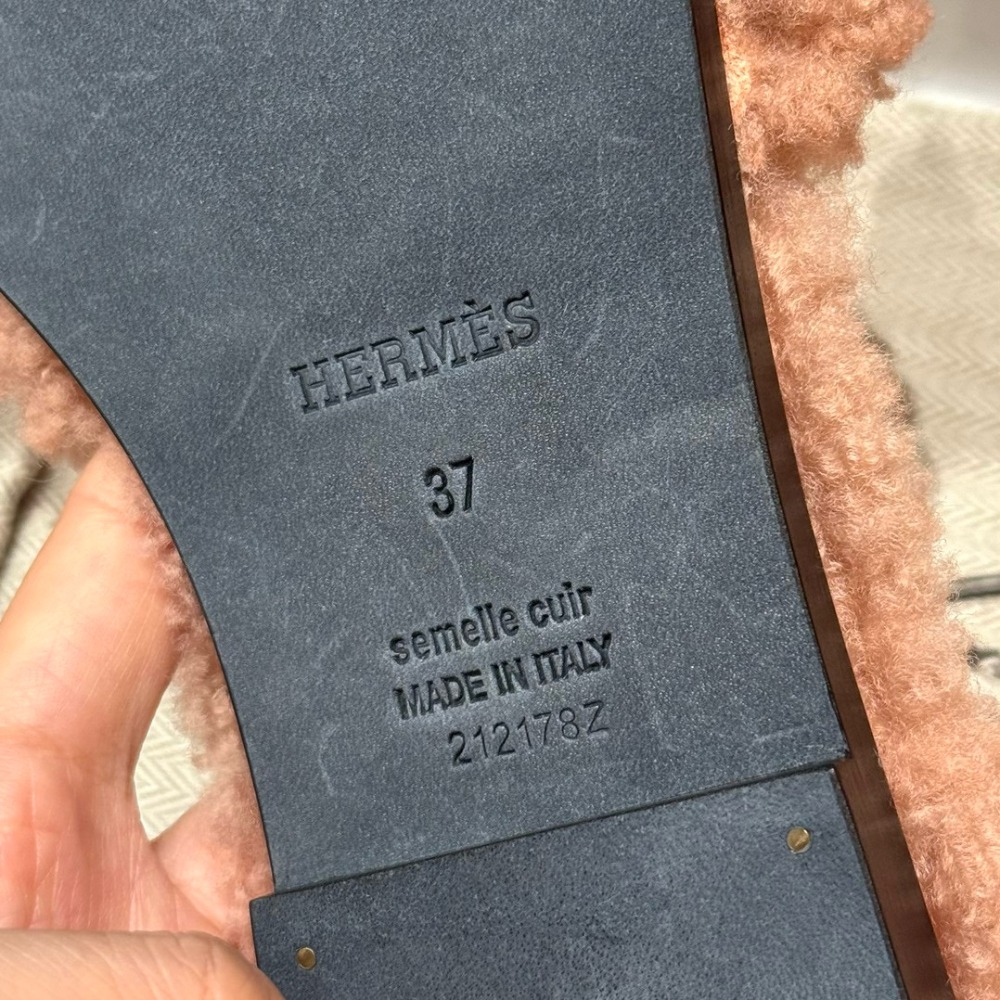 HERMÈS
37
semelle cuir
MADE IN ITALY
212178Z